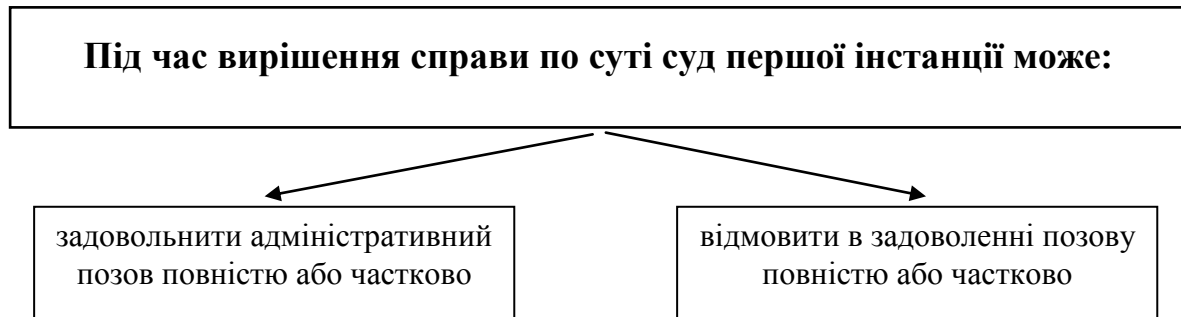 Під час вирішення справи по суті суд першої інстанції може:
задовольнити адміністративний
позов повністю або частково
відмовити в задоволенні позову
повністю або частково